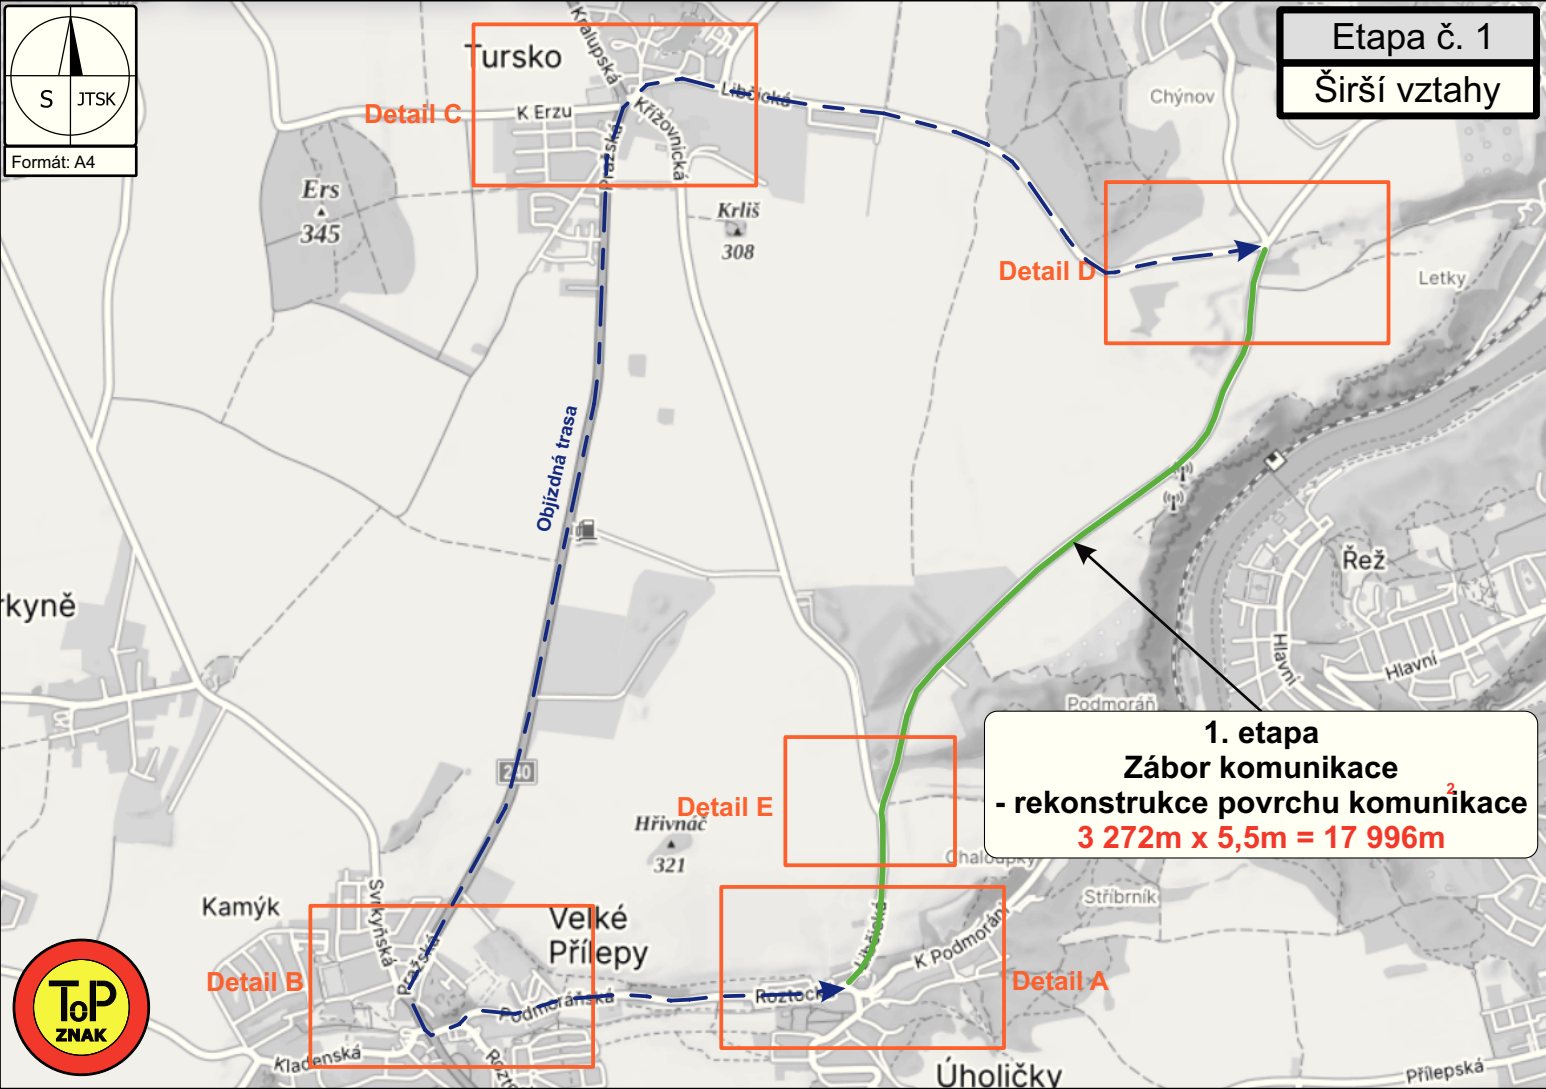 Etapa č. 1
Širší vztahy
S
JTSK
Formát: A4
Tursko
Kralupská
Libčická
Chýnov
Detail C
K Erzu
Křížovnická
Pražská
Ers
345
Krliš
308
Detail D
Letky
Objízdná trasa
Řež
Hlavní
Hlavní
rkyně
Podmoráň
1. etapa
Zábor komunikace
- rekonstrukce povrchu komunikace
3 272m x 5,5m = 17 996m
2
240
Detail E
Hřivnáč
321
Chaloupky
Stříbrník
Kamýk
Svrkyňská
Velké
Přílepy
Libčická
K Podmoráni
Detail B
Pražská
Detail A
Podmoráňská
Roztocká
ToP
ZNAK
Kladenská
Rozto
Úholičky
Přílepská